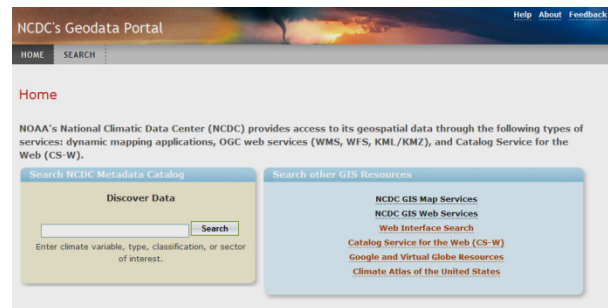 Help About Feedback
NCDC's Geodata Portal
HOME SEARCH
Home
NOAA's National Climatic Data Center (NCDC) provides access to its geospatial data through the following types of
services: dynamic mapping applications, OGC web services (WMS, WFS, KML/KMZ), and Catalog Service for the
Web (CS-W).
Search NCDC Metadata Catalog
Discover Data
Search
Enter climate variable, type, classification, or sector
of interest.
Search other GIS Resources
NCDC GIS Map Services
NCDC GIS Web Services
Web Interface Search
Catalog Service for the Web (CS-W)
Google and Virtual Globe Resources
Climate Atlas of the United States